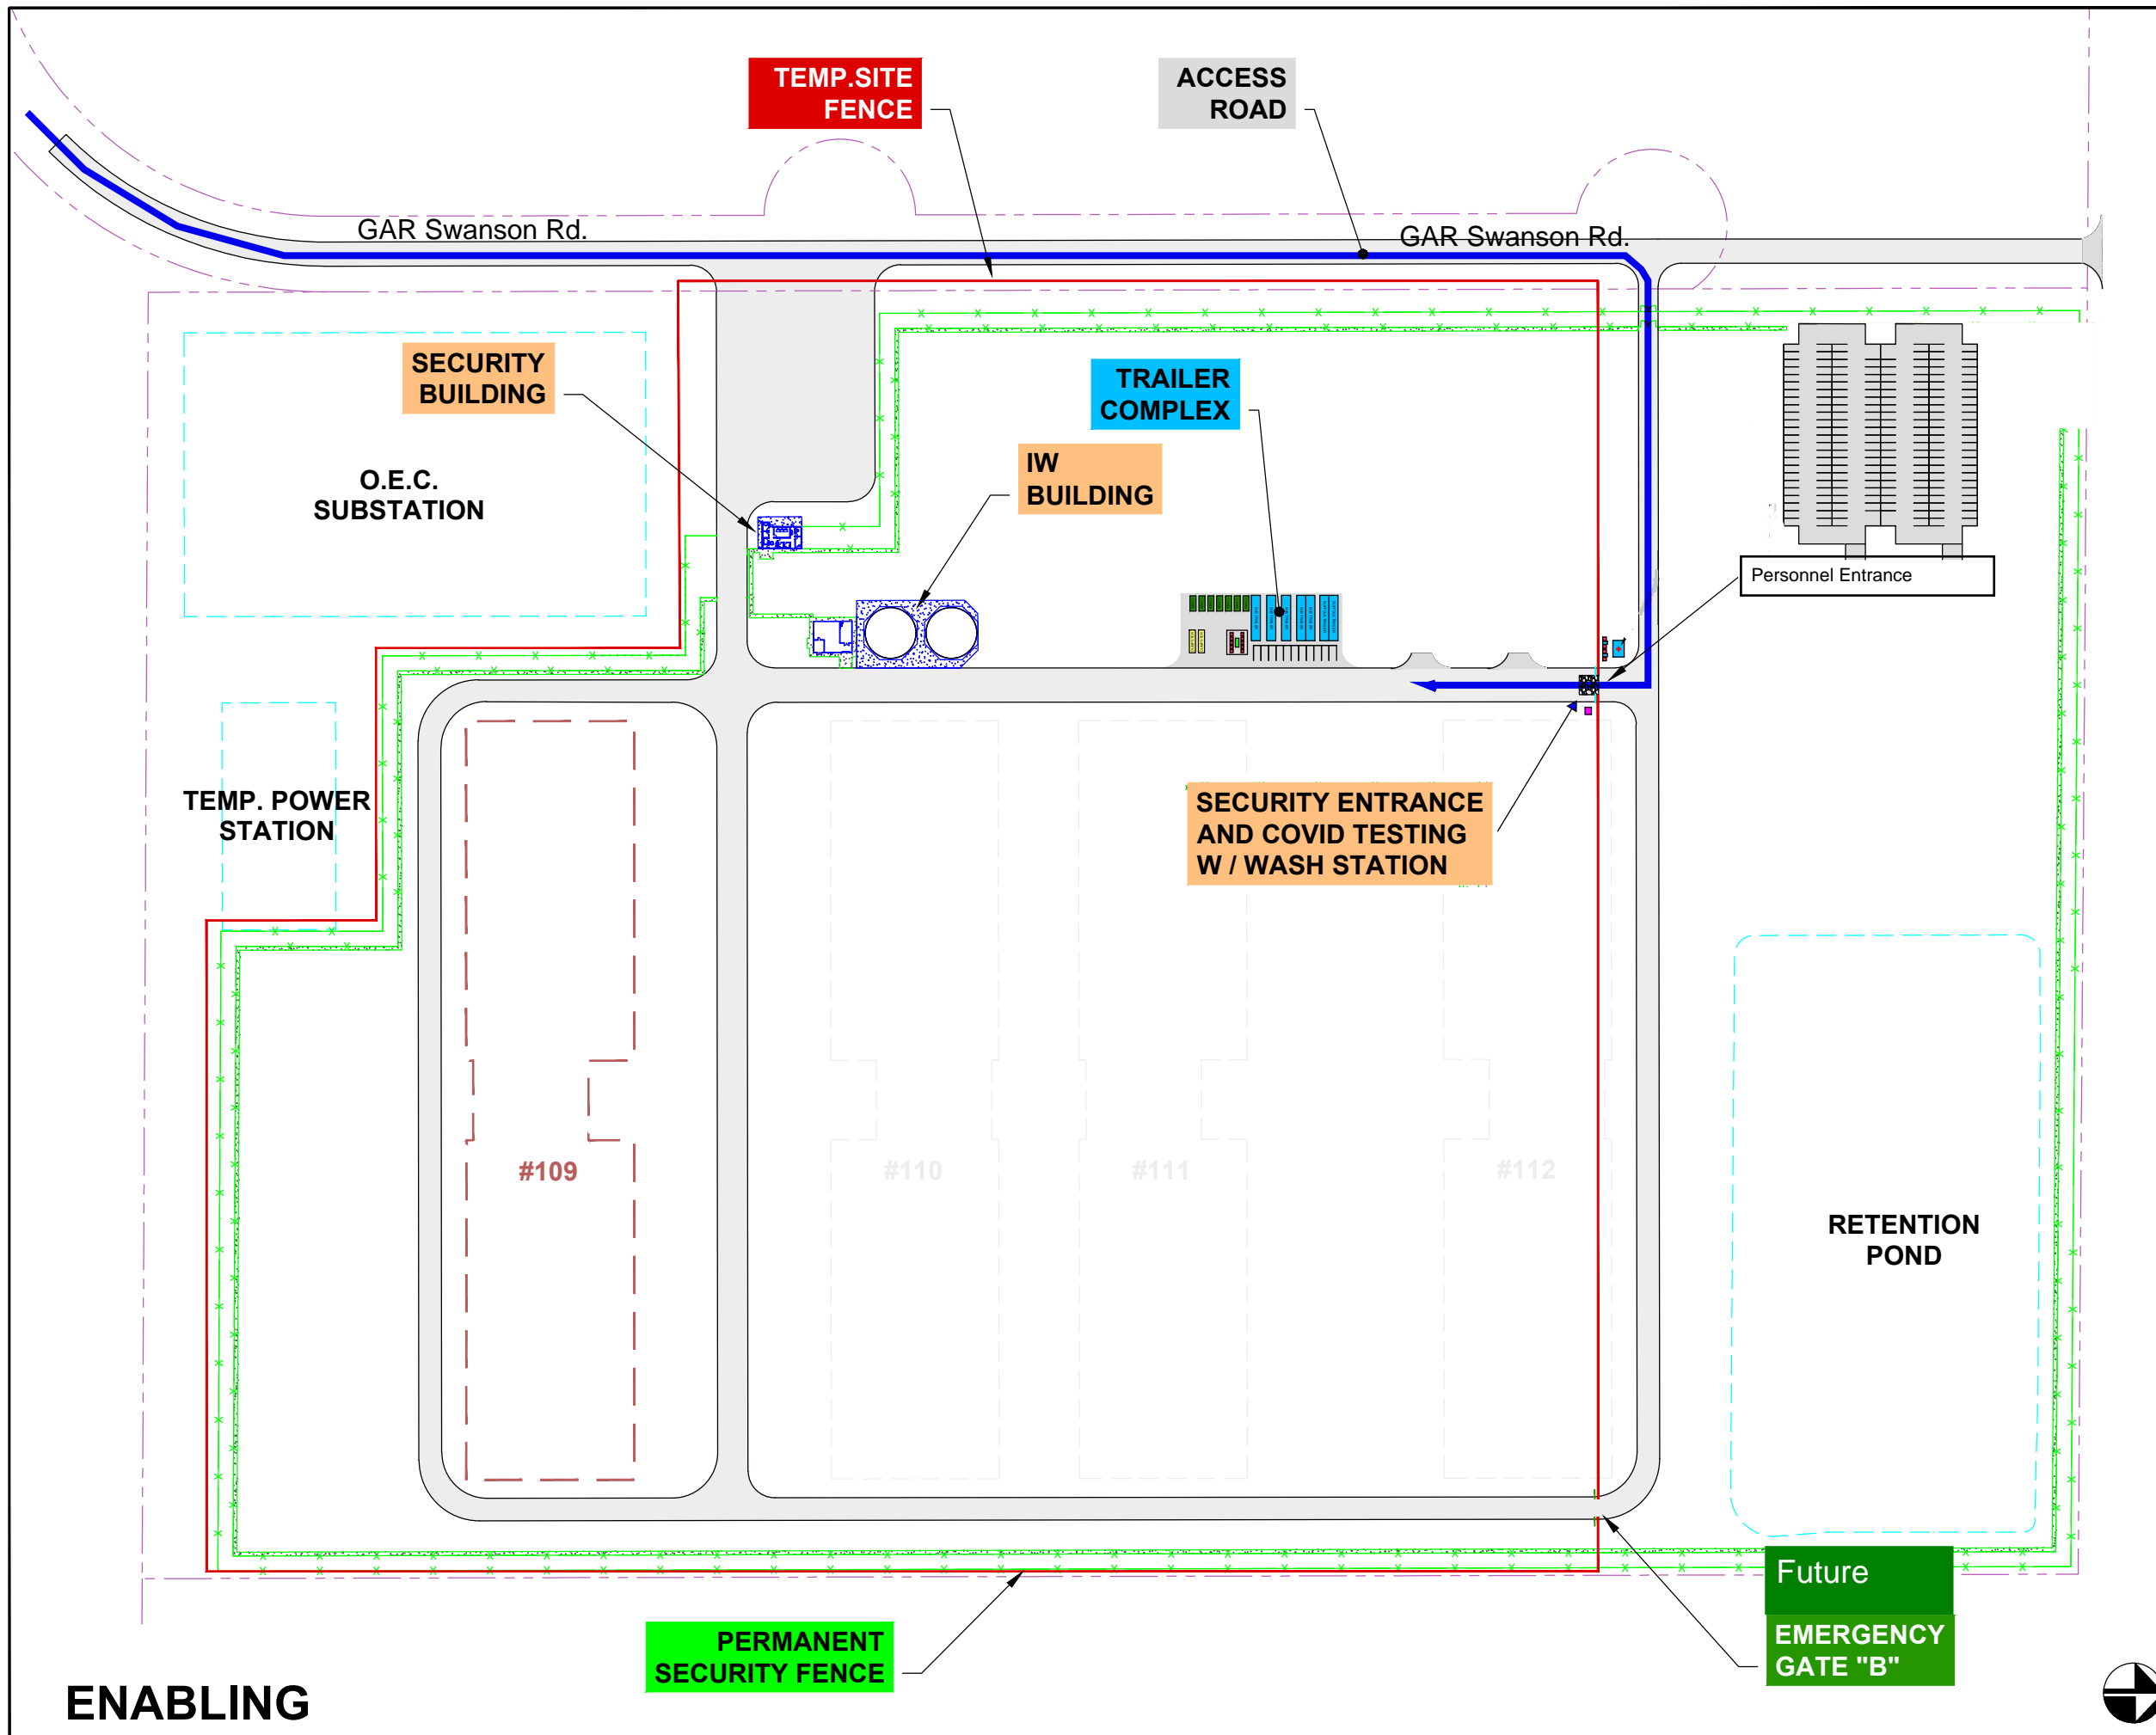 TEMP.SITE
FENCE
ACCESS
ROAD
GAR Swanson Rd.
GAR Swanson Rd.
SECURITY
BUILDING
TRAILER
COMPLEX
IW
BUILDING
O.E.C.
SUBSTATION
Personnel Entrance
TEMP. POWER
STATION
SECURITY ENTRANCE
AND COVID TESTING
W / WASH STATION
#109
#110
#111
#112
RETENTION
POND
Future
EMERGENCY
GATE "B"
PERMANENT
SECURITY FENCE
ENABLING